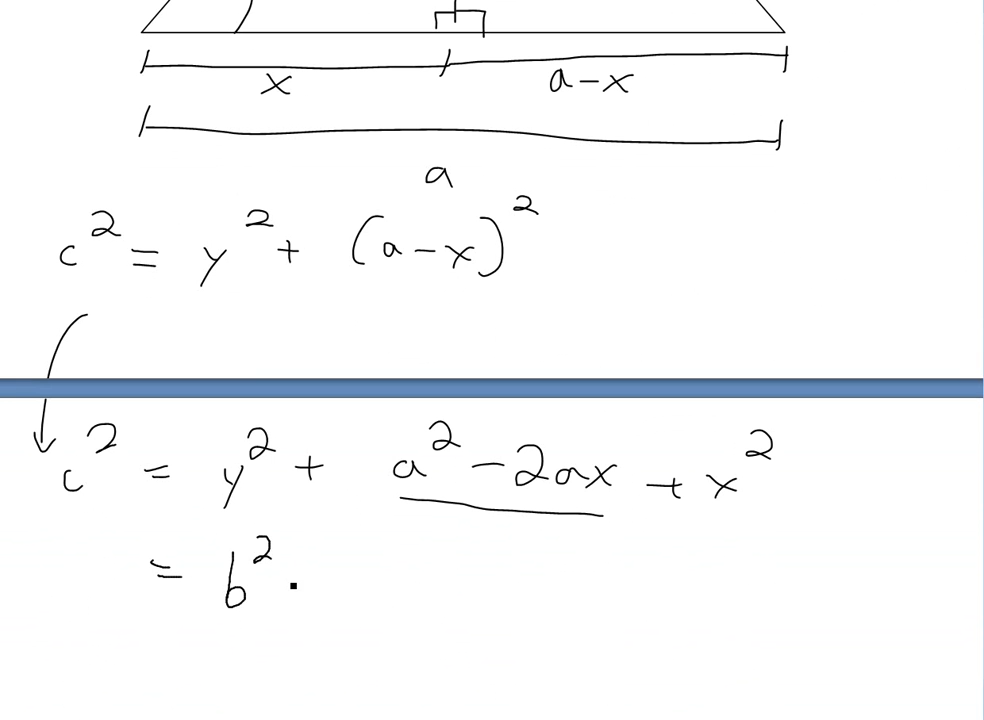 x a-x
a
c² = y² + (a-x)²
c² = y² + a² - 2ax + x²
= b² .